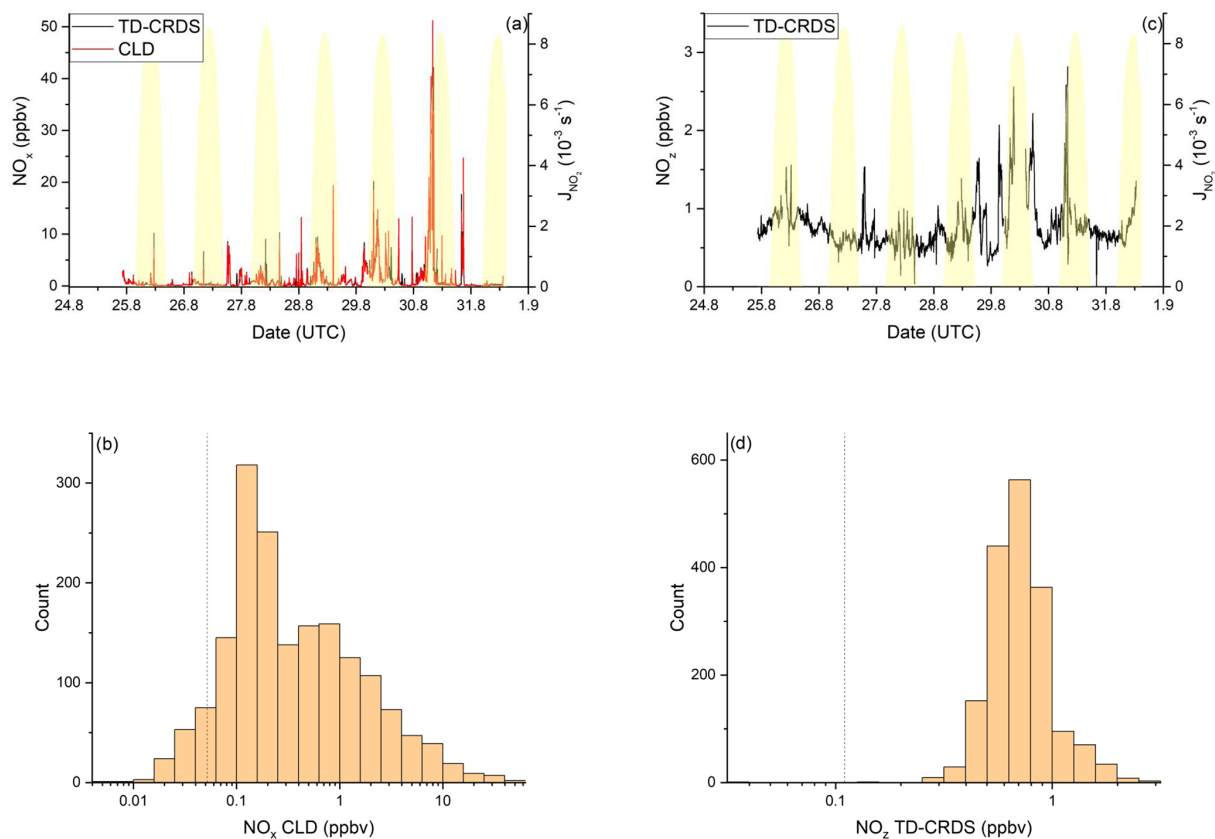 (a)
TD-CRDS
CLD
50
40
30
20
10
0
NOₓ (ppbv)
8
6
4
2
0
J_NO₂ (10⁻³ s⁻¹)
24.8 25.8 26.8 27.8 28.8 29.8 30.8 31.8 1.9
Date (UTC)
(c)
TD-CRDS
3
2
1
0
NO_z (ppbv)
8
6
4
2
0
J_NO₂ (10⁻³ s⁻¹)
24.8 25.8 26.8 27.8 28.8 29.8 30.8 31.8 1.9
Date (UTC)
(b)
300
200
100
0
Count
0.01 0.1 1 10
NOₓ CLD (ppbv)
(d)
600
400
200
0
Count
0.1 1
NO_z TD-CRDS (ppbv)